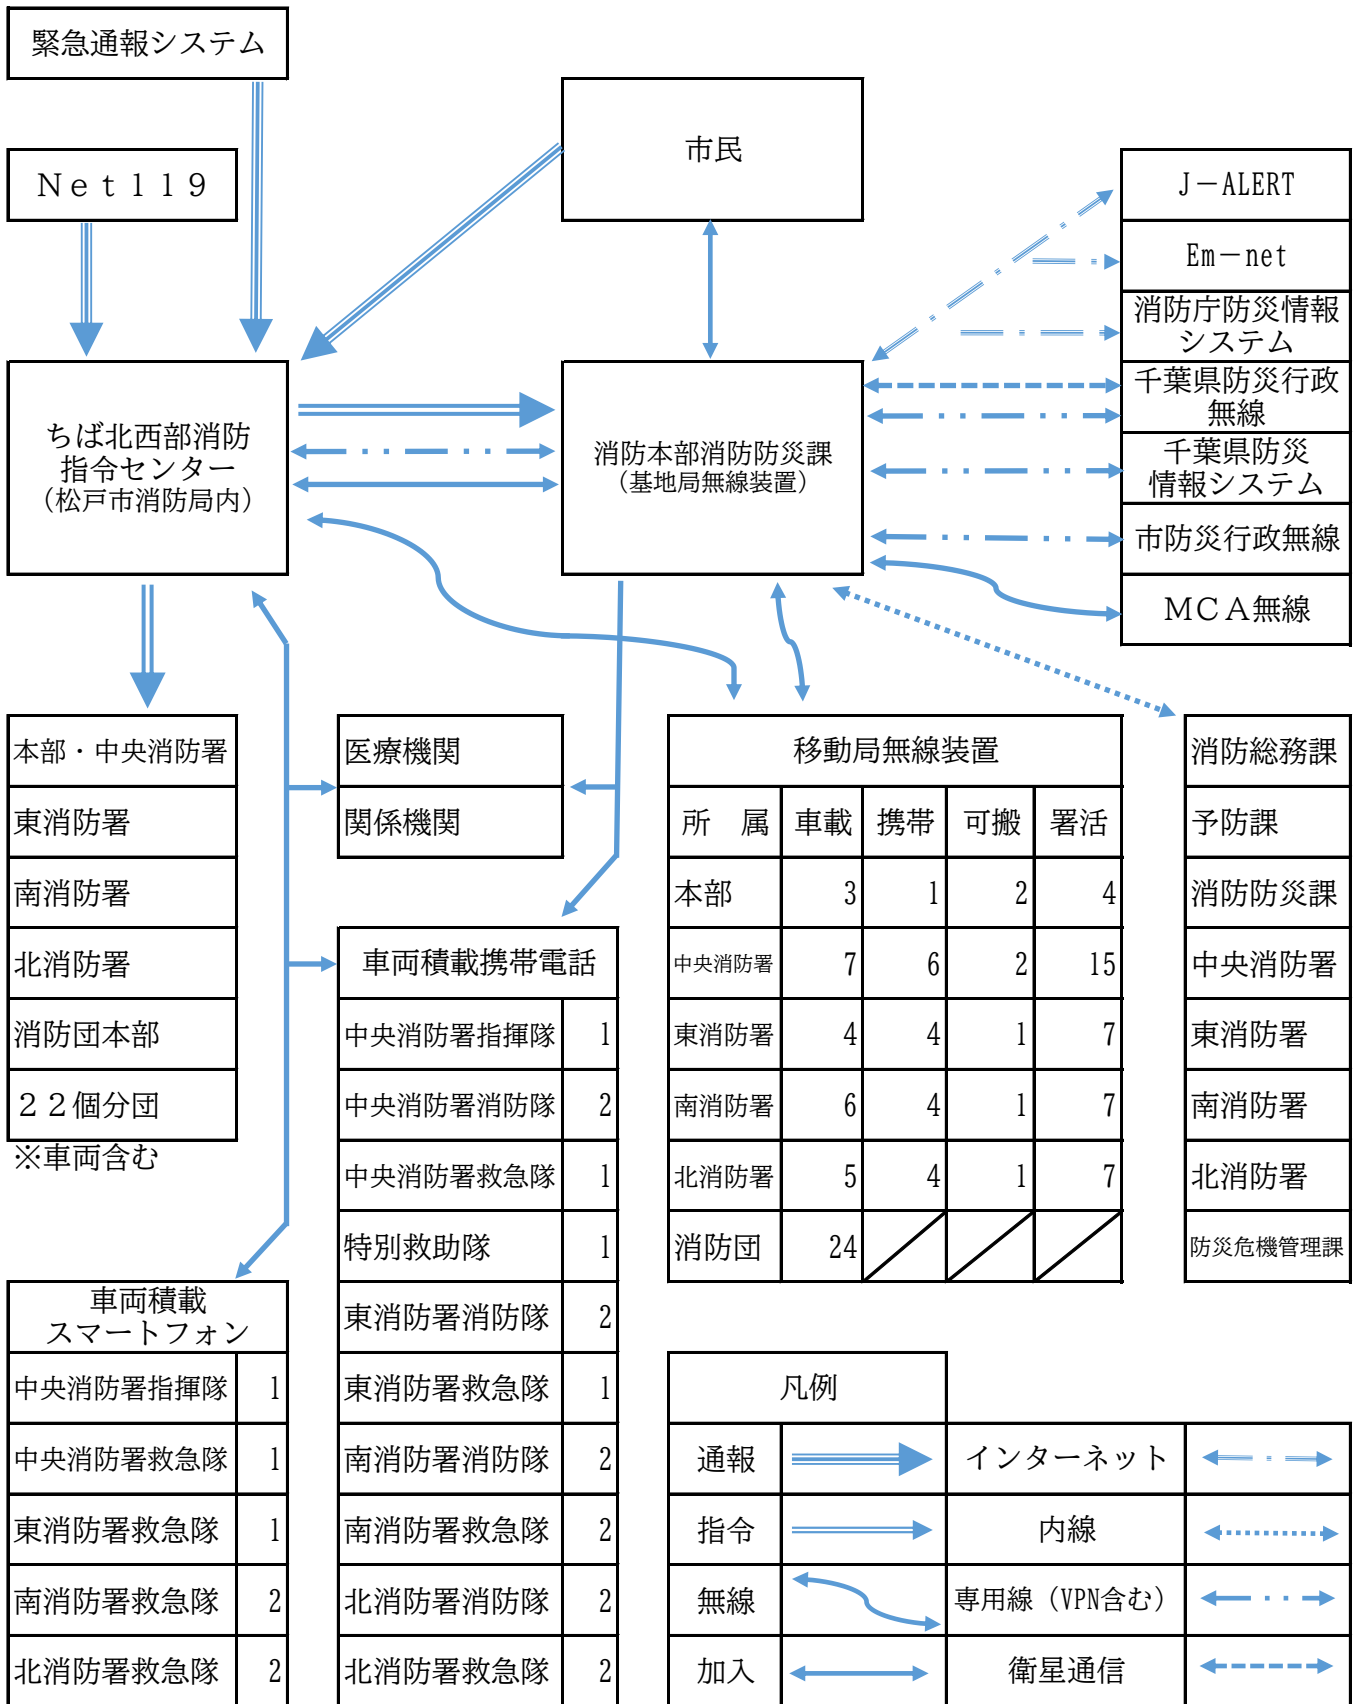 緊急通報システム
Ｎｅｔ１１９
市民
Ｊ－ALERT
Em－net
消防庁防災情報
システム
千葉県防災行政
無線
千葉県防災
情報システム
市防災行政無線
ＭＣＡ無線
ちば北西部消防
指令センター
（松戸市消防局内）
消防本部消防防災課
（基地局無線装置）
本部・中央消防署
東消防署
南消防署
北消防署
消防団本部
２２個分団
※車両含む
医療機関
関係機関
車両積載携帯電話
中央消防署指揮隊 1
中央消防署消防隊 2
中央消防署救急隊 1
特別救助隊 1
東消防署消防隊 2
東消防署救急隊 1
南消防署消防隊 2
南消防署救急隊 2
北消防署消防隊 2
北消防署救急隊 2
移動局無線装置
所　属 車載 携帯 可搬 署活
本部 3 1 2 4
中央消防署 7 6 2 15
東消防署 4 4 1 7
南消防署 6 4 1 7
北消防署 5 4 1 7
消防団 24
消防総務課
予防課
消防防災課
中央消防署
東消防署
南消防署
北消防署
防災危機管理課
車両積載
スマートフォン
中央消防署指揮隊 1
中央消防署救急隊 1
東消防署救急隊 1
南消防署救急隊 2
北消防署救急隊 2
凡例
通報 インターネット
指令 内線
無線 専用線（VPN含む）
加入 衛星通信